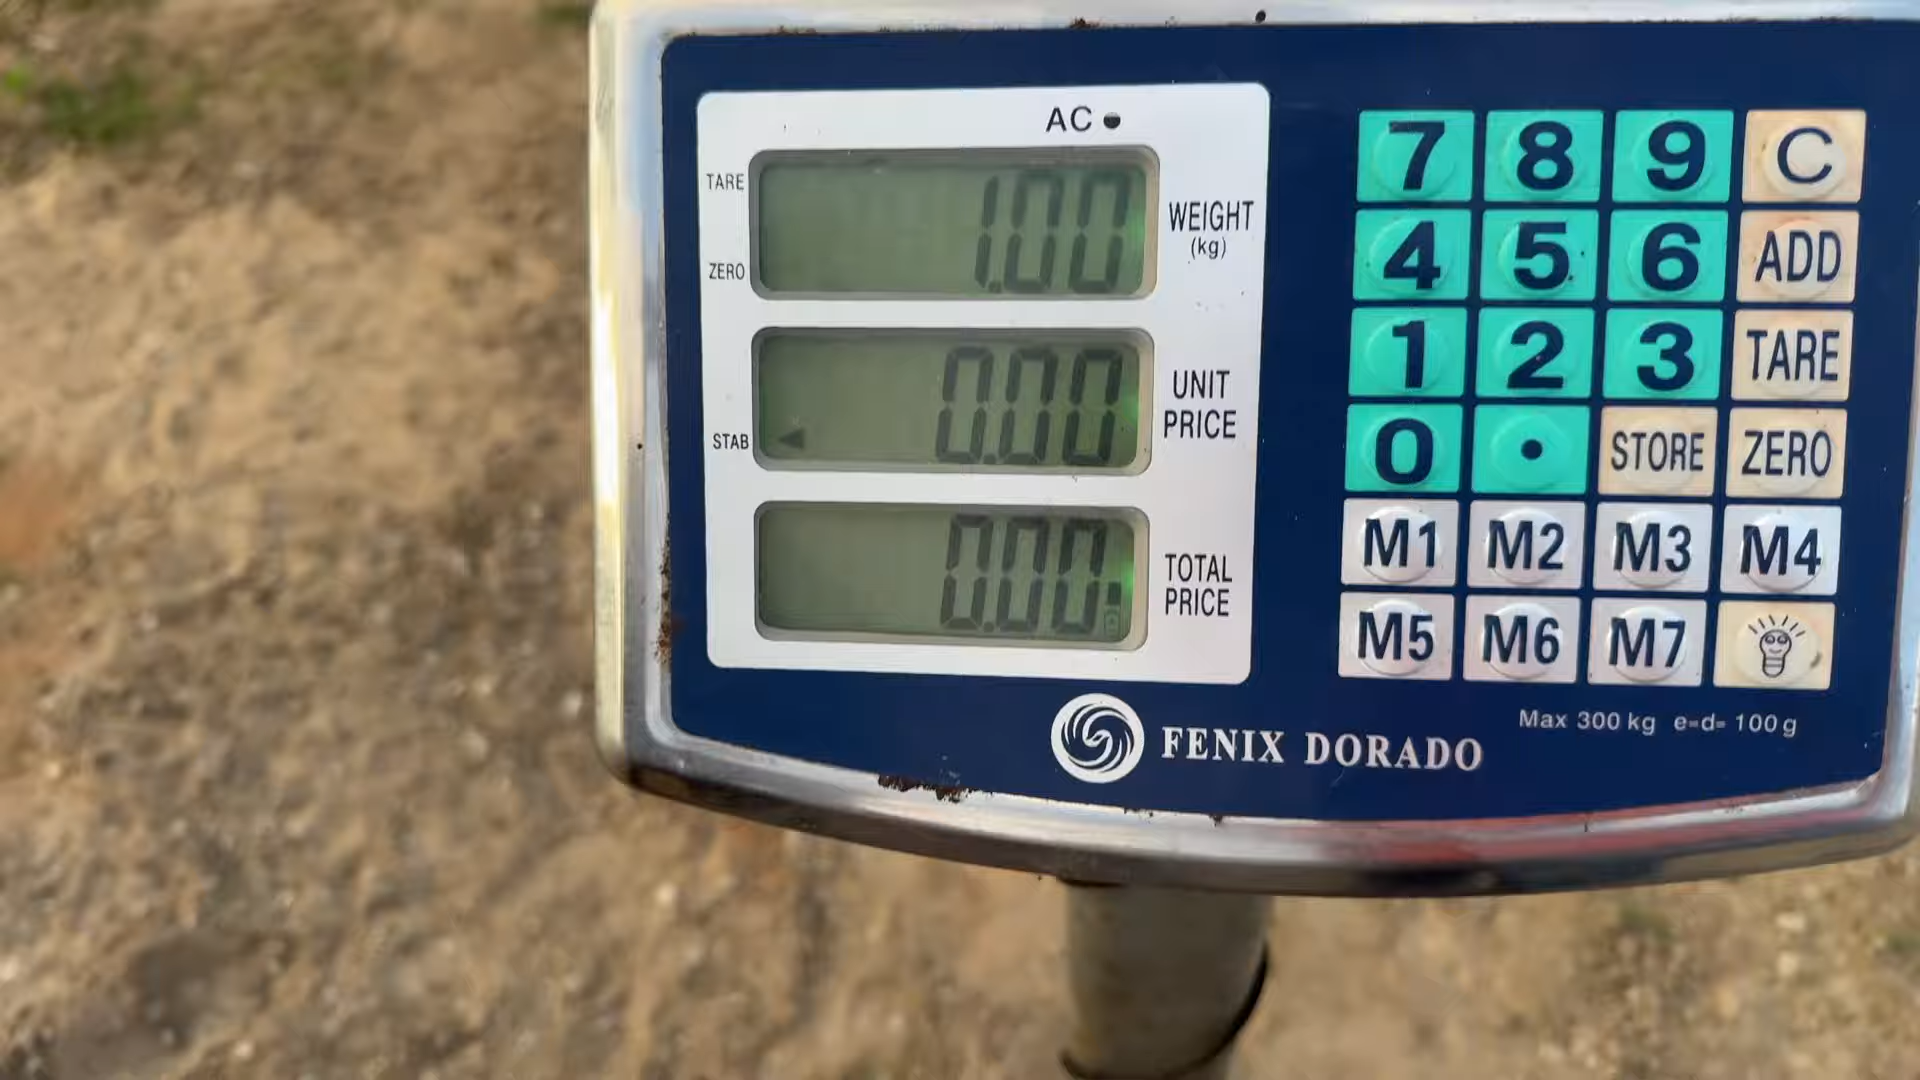 AC
TARE
1.00
WEIGHT
(kg)
ZERO
0.00
UNIT
PRICE
STAB
0.00
TOTAL
PRICE
7 8 9 C
4 5 6 ADD
1 2 3 TARE
0 . STORE ZERO
M1 M2 M3 M4
M5 M6 M7
Max 300 kg e=d= 100 g
FENIX DORADO